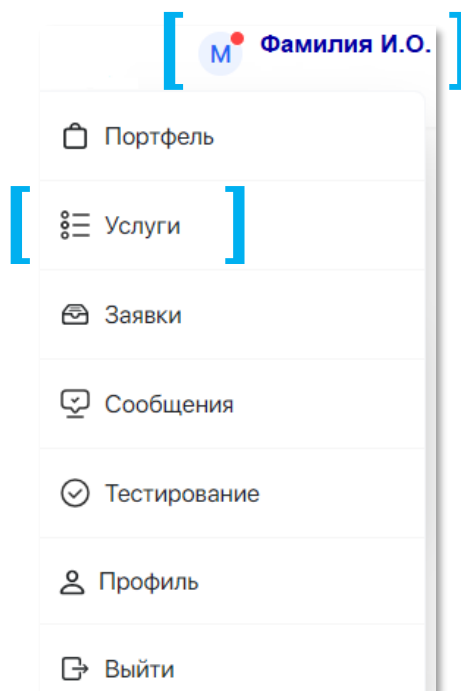 М Фамилия И.О.
Портфель
Услуги
Заявки
Сообщения
Тестирование
Профиль
Выйти